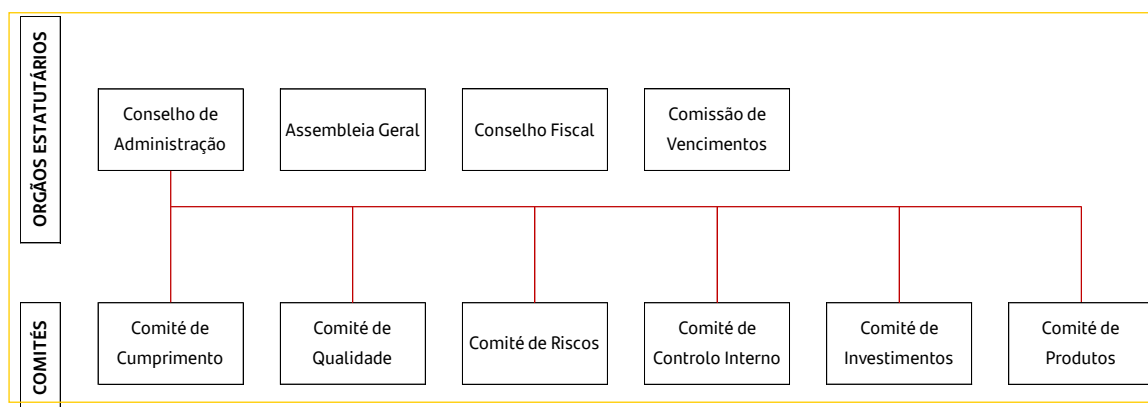 ORGÃOS ESTATUTÁRIOS
Conselho de
Administração
Assembleia Geral
Conselho Fiscal
Comissão de
Vencimentos
COMITÉS
Comité de
Cumprimento
Comité de
Qualidade
Comité de Riscos
Comité de
Controlo Interno
Comité de
Investimentos
Comité de
Produtos